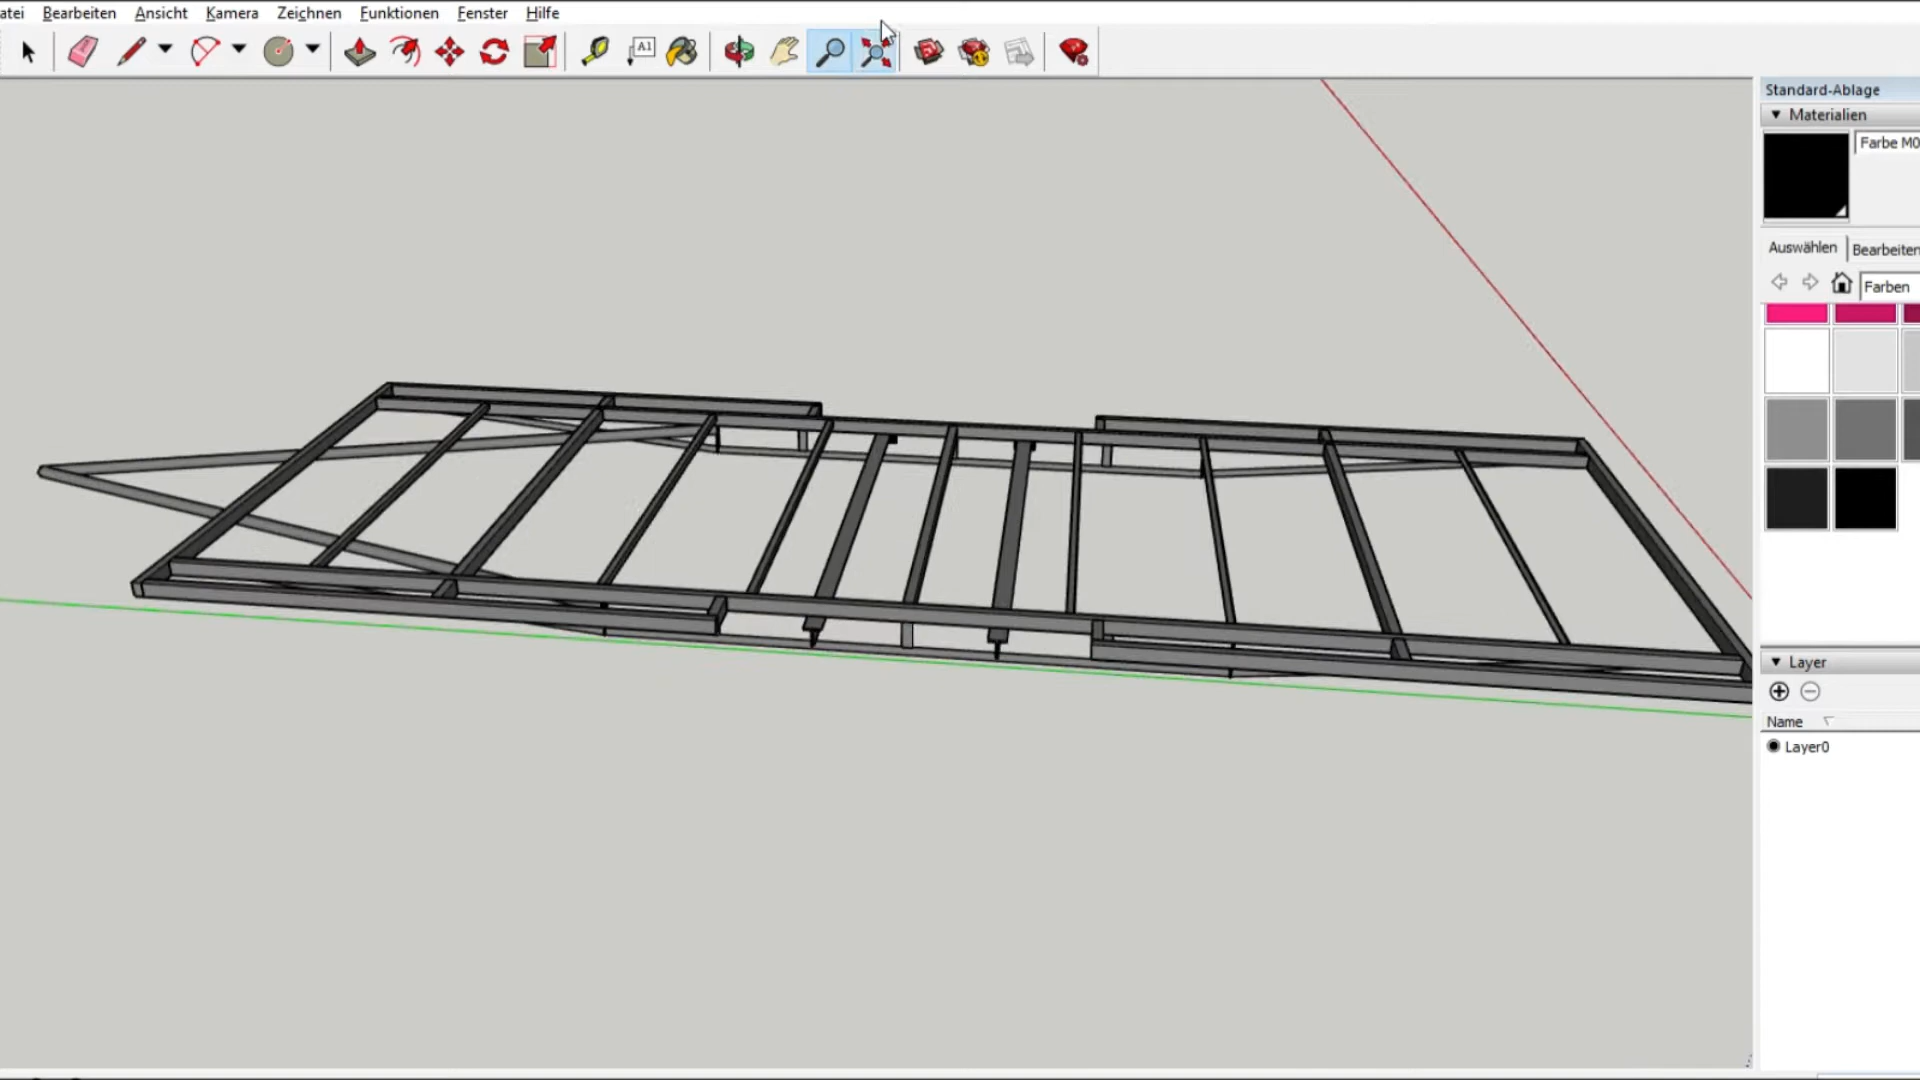 atei Bearbeiten Ansicht Kamera Zeichnen Funktionen Fenster Hilfe
A1
Standard-Ablage
Materialien
Farbe M0
Auswählen Bearbeiten
Farben
Layer
Name
Layer0